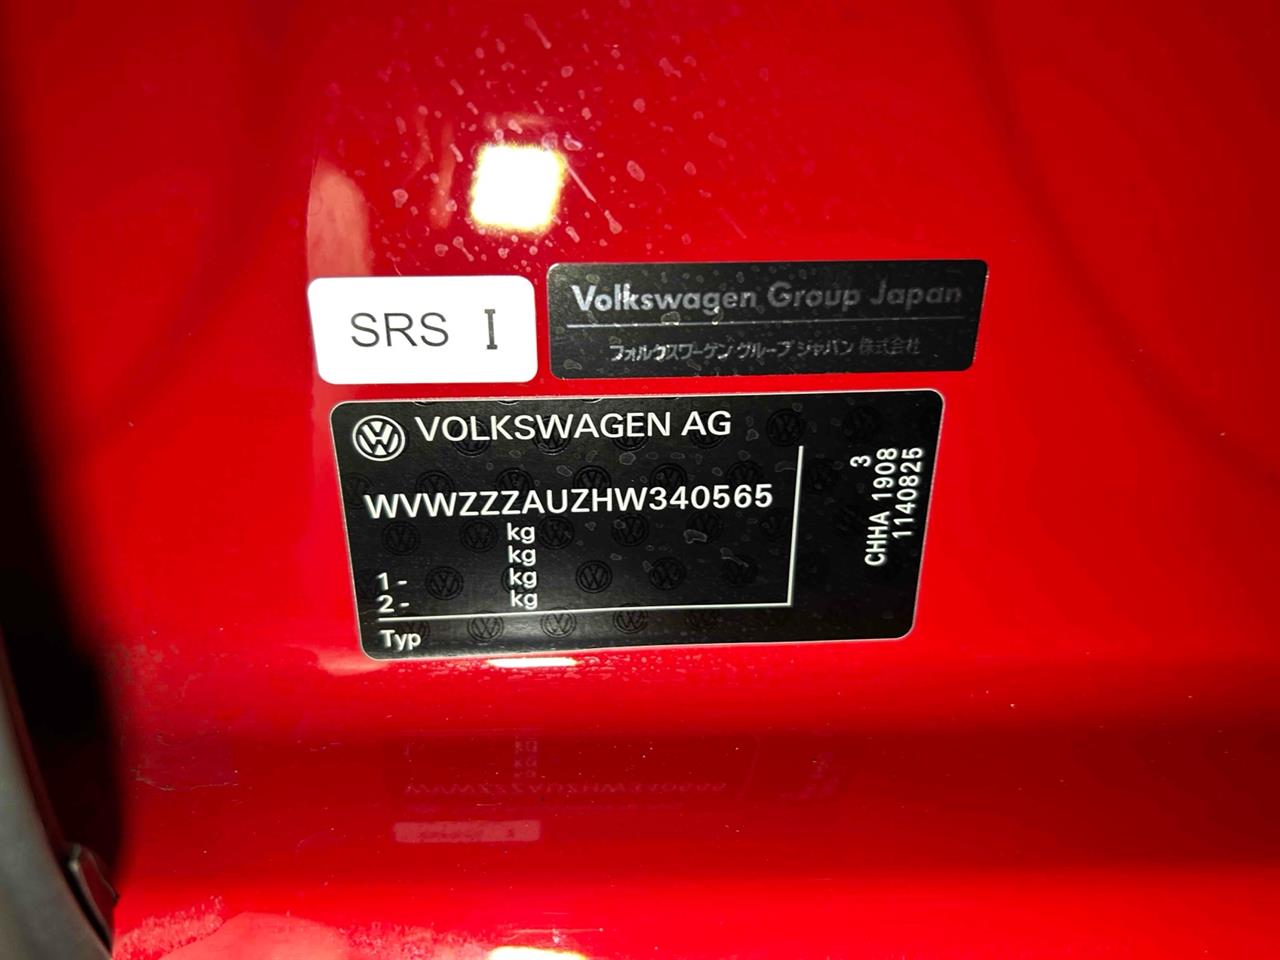 SRS I
Volkswagen Group Japan
フォルクスワーゲン グループ ジャパン 株式会社
VOLKSWAGEN AG
WVWZZZAUZHW340565
kg
kg
1 - kg
2 - kg
Typ
3
CHHA 1908
1140825